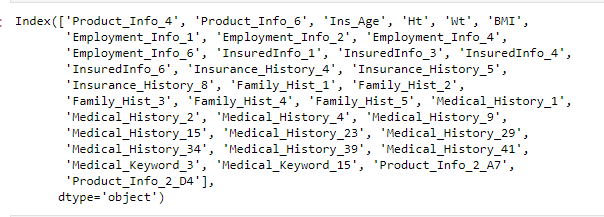 : Index(['Product_Info_4', 'Product_Info_6', 'Ins_Age', 'Ht', 'Wt', 'BMI',
'Employment_Info_1', 'Employment_Info_2', 'Employment_Info_4',
'Employment_Info_6', 'InsuredInfo_1', 'InsuredInfo_3', 'InsuredInfo_4',
'InsuredInfo_6', 'Insurance_History_4', 'Insurance_History_5',
'Insurance_History_8', 'Family_Hist_1', 'Family_Hist_2',
'Family_Hist_3', 'Family_Hist_4', 'Family_Hist_5', 'Medical_History_1',
'Medical_History_2', 'Medical_History_4', 'Medical_History_9',
'Medical_History_15', 'Medical_History_23', 'Medical_History_29',
'Medical_History_34', 'Medical_History_39', 'Medical_History_41',
'Medical_Keyword_3', 'Medical_Keyword_15', 'Product_Info_2_A7',
'Product_Info_2_D4'],
dtype='object')